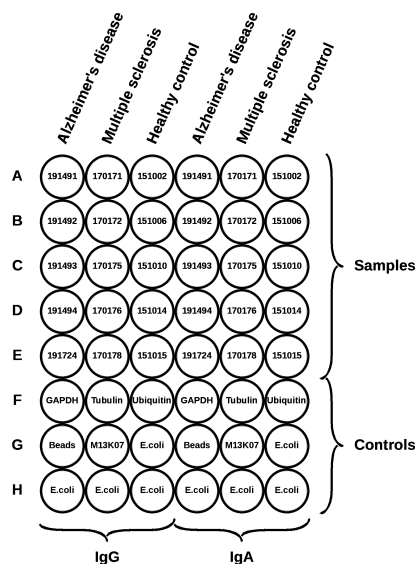 Alzheimer's disease
Multiple sclerosis
Healthy control
Alzheimer's disease
Multiple sclerosis
Healthy control
A 191491 170171 151002 191491 170171 151002
B 191492 170172 151006 191492 170172 151006
C 191493 170175 151010 191493 170175 151010
Samples
D 191494 170176 151014 191494 170176 151014
E 191724 170178 151015 191724 170178 151015
F GAPDH Tubulin Ubiquitin GAPDH Tubulin Ubiquitin
G Beads M13K07 E.coli Beads M13K07 E.coli
Controls
H E.coli E.coli E.coli E.coli E.coli E.coli
IgG IgA